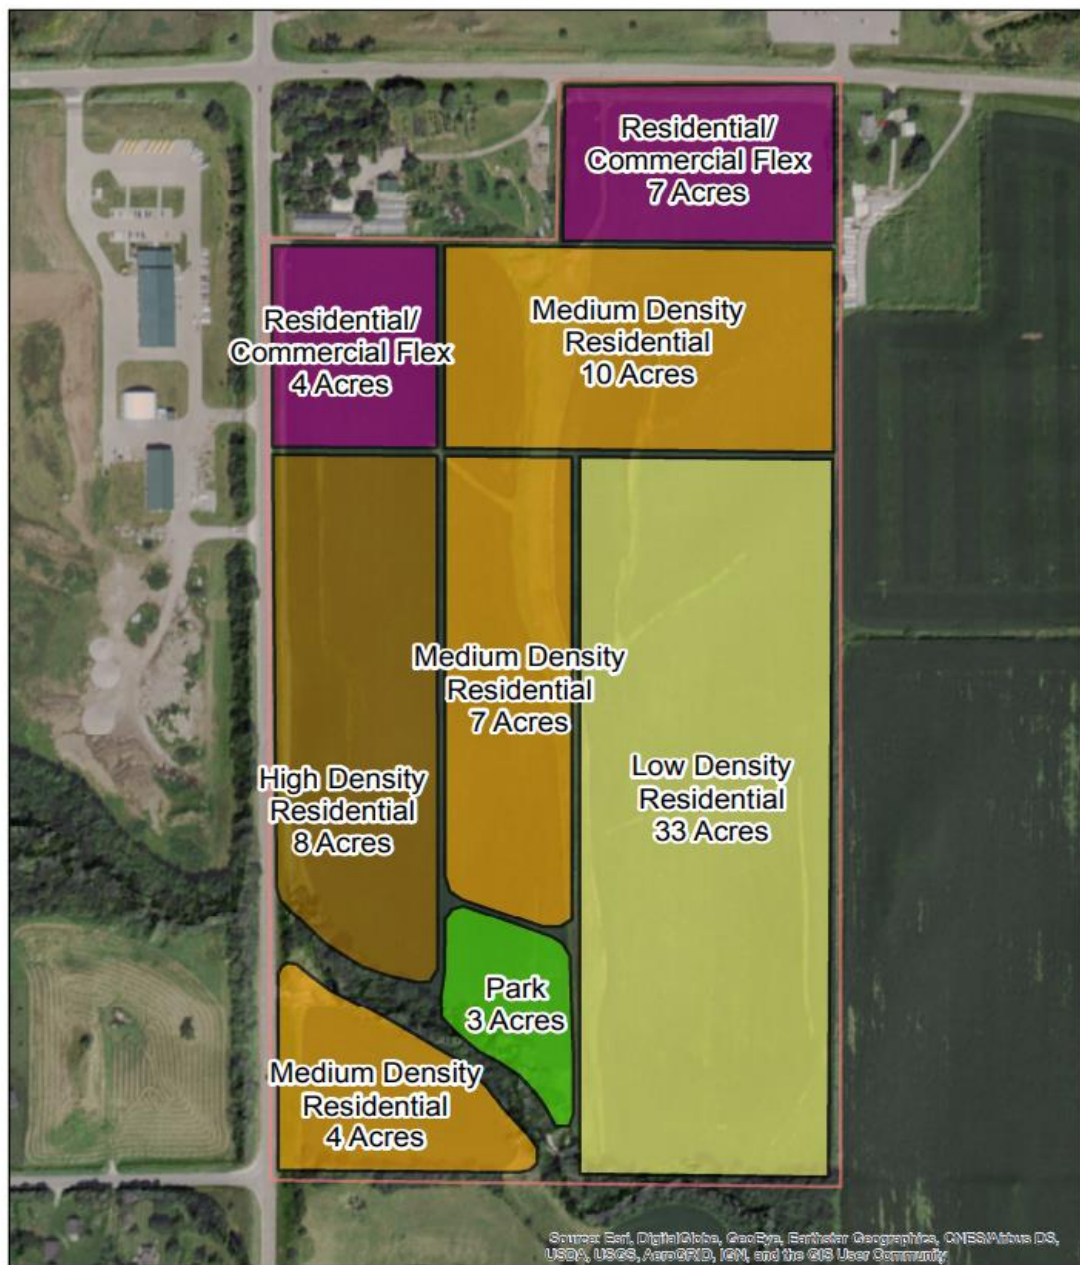 Residential/
Commercial Flex
7 Acres
Residential/
Commercial Flex
4 Acres
Medium Density
Residential
10 Acres
Medium Density
Residential
7 Acres
High Density
Residential
8 Acres
Low Density
Residential
33 Acres
Park
3 Acres
Medium Density
Residential
4 Acres
Source: Esri, DigitalGlobe, GeoEye, Earthstar Geographics, CNES/Airbus DS,
USDA, USGS, AeroGRID, IGN, and the GIS User Community